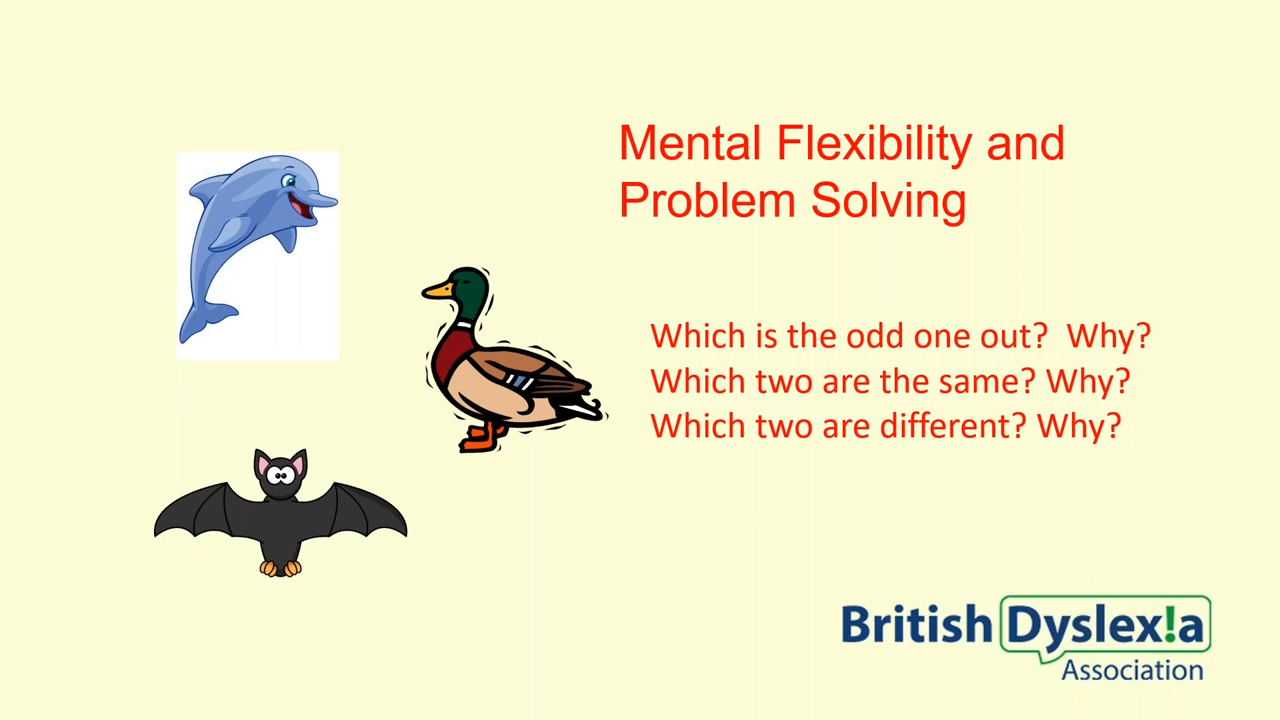 Mental Flexibility and
Problem Solving
Which is the odd one out?  Why?
Which two are the same? Why?
Which two are different? Why?
British Dyslex!a
Association